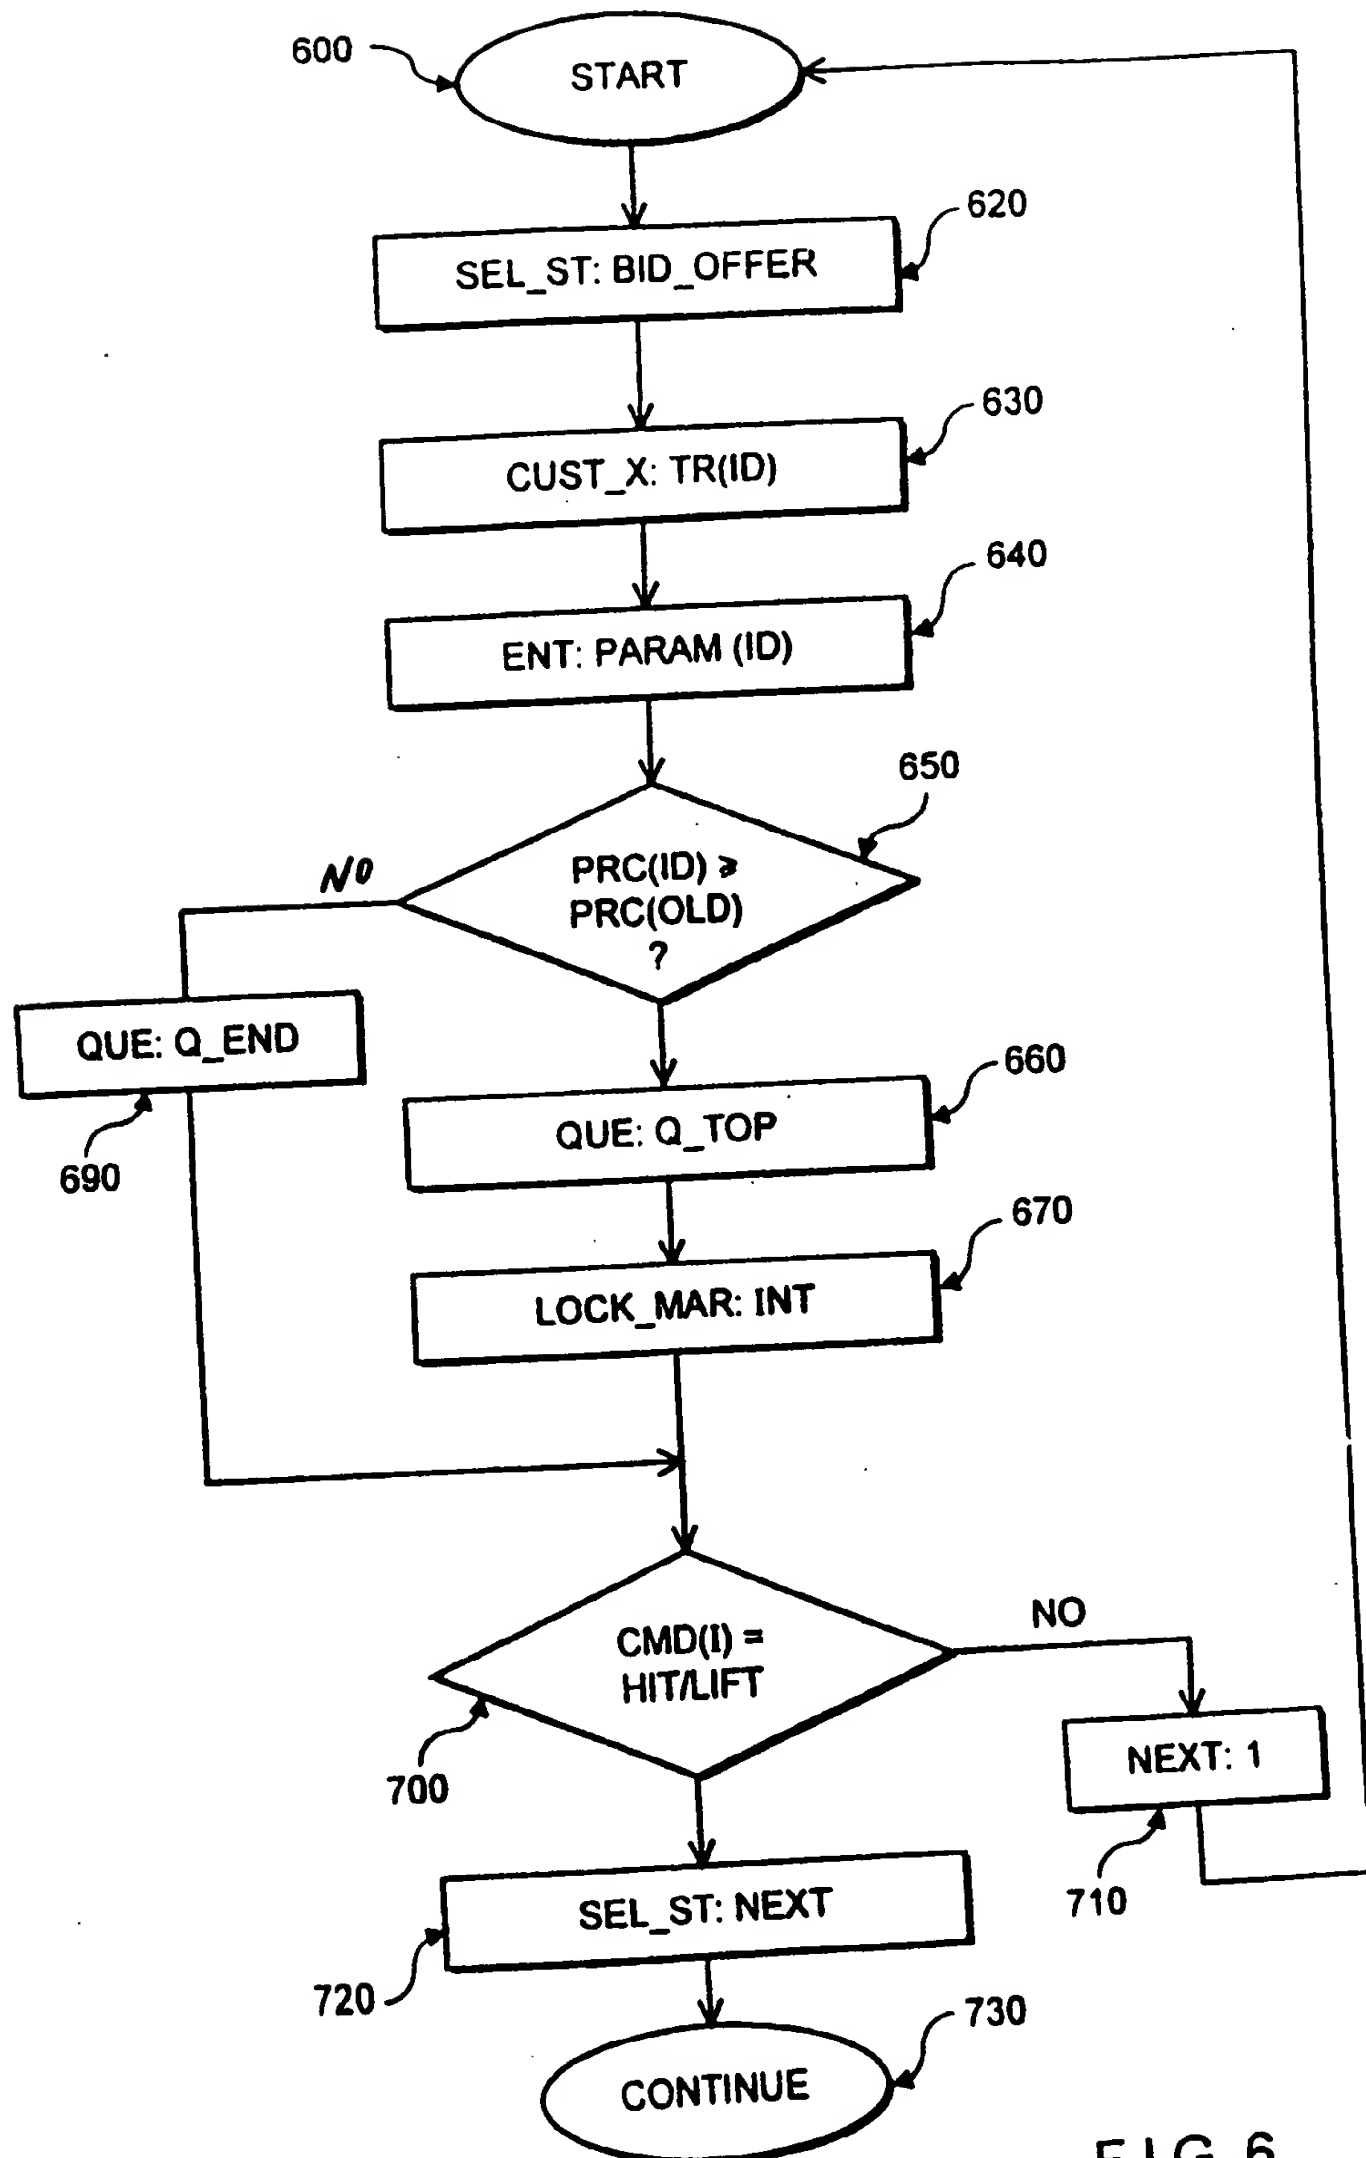 600
START
620
SEL_ST: BID_OFFER
630
CUST_X: TR(ID)
640
ENT: PARAM (ID)
650
NO
PRC(ID) ⩾
PRC(OLD)
?
QUE: Q_END
690
660
QUE: Q_TOP
670
LOCK_MAR: INT
CMD(I) =
HIT/LIFT
NO
700
NEXT: 1
710
SEL_ST: NEXT
720
730
CONTINUE
FIG. 6